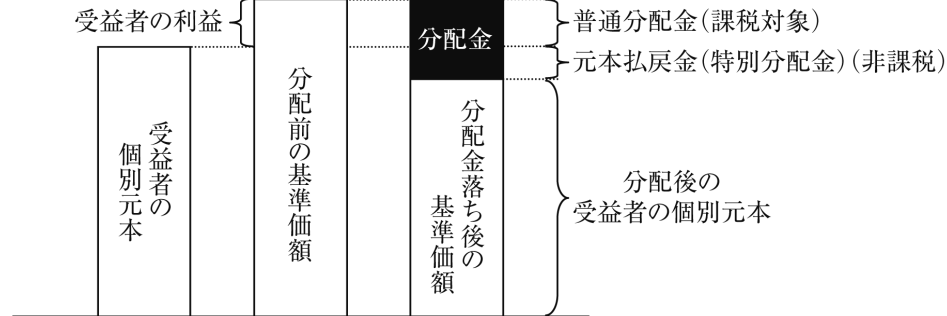 受益者の利益
受益者の
個別元本
分配前の基準価額
分配金
分配金落ち後の
基準価額
普通分配金(課税対象)
元本払戻金(特別分配金)(非課税)
分配後の
受益者の個別元本